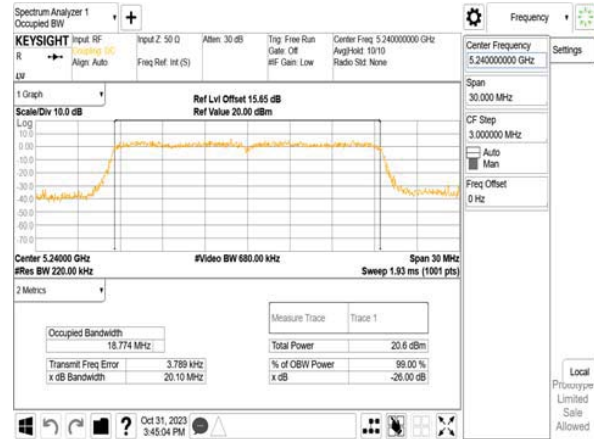 Spectrum Analyzer 1
Occupied BW
+
Frequency
KEYSIGHT Input: RF Input Z: 50 Ω Atten: 30 dB Trig: Free Run Center Freq: 5.240000000 GHz
R Coupling: DC Gate: Off Avg|Hold: 10/10
Align: Auto Freq Ref: Int (S) #IF Gain: Low Radio Std: None
LV
1 Graph
Scale/Div 10.0 dB
Ref Lvl Offset 15.65 dB
Ref Value 20.00 dBm
Log
10.0
0.00
-10.0
-20.0
-30.0
-40.0
-50.0
-60.0
-70.0
Center 5.24000 GHz #Video BW 680.00 kHz Span 30 MHz
#Res BW 220.00 kHz Sweep 1.93 ms (1001 pts)
2 Metrics
Measure Trace Trace 1
Occupied Bandwidth
18.774 MHz
Total Power 20.6 dBm
Transmit Freq Error 3.789 kHz % of OBW Power 99.00 %
x dB Bandwidth 20.10 MHz x dB -26.00 dB
?
Oct 31, 2023
3:45:04 PM
Center Frequency
5.240000000 GHz
Settings
Span
30.000 MHz
CF Step
3.000000 MHz
Auto
Man
Freq Offset
0 Hz
Local
Prototype
Limited
Sale
Allowed